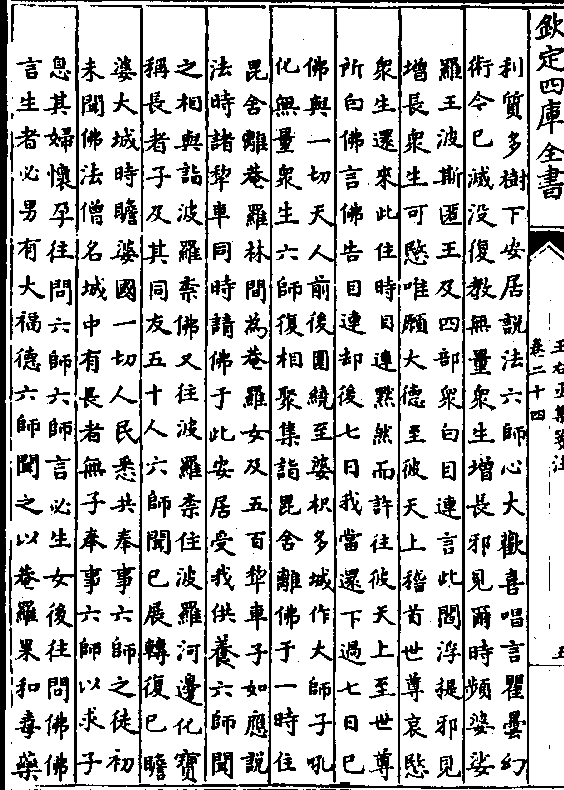 欽定四庫全書
王右丞集箋注
卷二十四
五
利質多樹下安居說法六師心大歡喜唱言瞿曇幻
術令已滅没復教無量衆生增長邪見爾時頻婆娑
羅王波斯匿王及四部衆白目連言此閻浮提邪見
增長衆生可愍唯願大德至彼天上稽首世尊哀愍
衆生還來此住時目連黙然而許往彼天上至世尊
所白佛言佛告目連却後七日我當還下過七日已
佛與一切天人前後圍繞至婆枳多城作大師子吼
化無量衆生六師復相聚集詣毘舍離佛于一時住
毘舍離菴羅林間為菴羅女及五百犂車子如應說
法時諸犂車同時請佛于此安居受我供養六師聞
之相與詣波羅柰佛又往波羅柰住波羅河邊化寶
稱長者子及其同友五十人六師聞已展轉復已瞻
婆大城時瞻婆國一切人民悉共奉事六師之徒初
未聞佛法僧名城中有長者無子奉事六師以求子
息其婦懷孕往問六師六師言必生女後往問佛佛
言生者必男有大福德六師聞之以菴羅果和毒藥